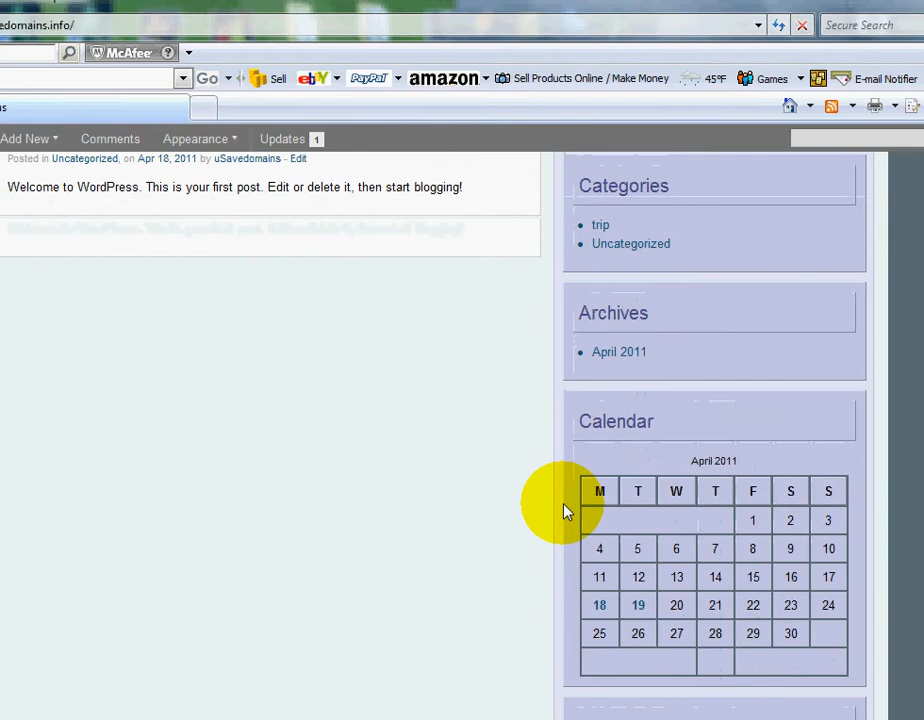 edomains.info/
Secure Search
McAfee ?
Go Sell ebY PayPal amazon Sell Products Online / Make Money 45°F Games E-mail Notifier
ns
Add New Comments Appearance Updates 1
Posted in Uncategorized, on Apr 18, 2011 by uSavedomains - Edit
Welcome to WordPress. This is your first post. Edit or delete it, then start blogging!
Categories
trip
Uncategorized
Archives
April 2011
Calendar
April 2011
M T W T F S S
1 2 3
4 5 6 7 8 9 10
11 12 13 14 15 16 17
18 19 20 21 22 23 24
25 26 27 28 29 30